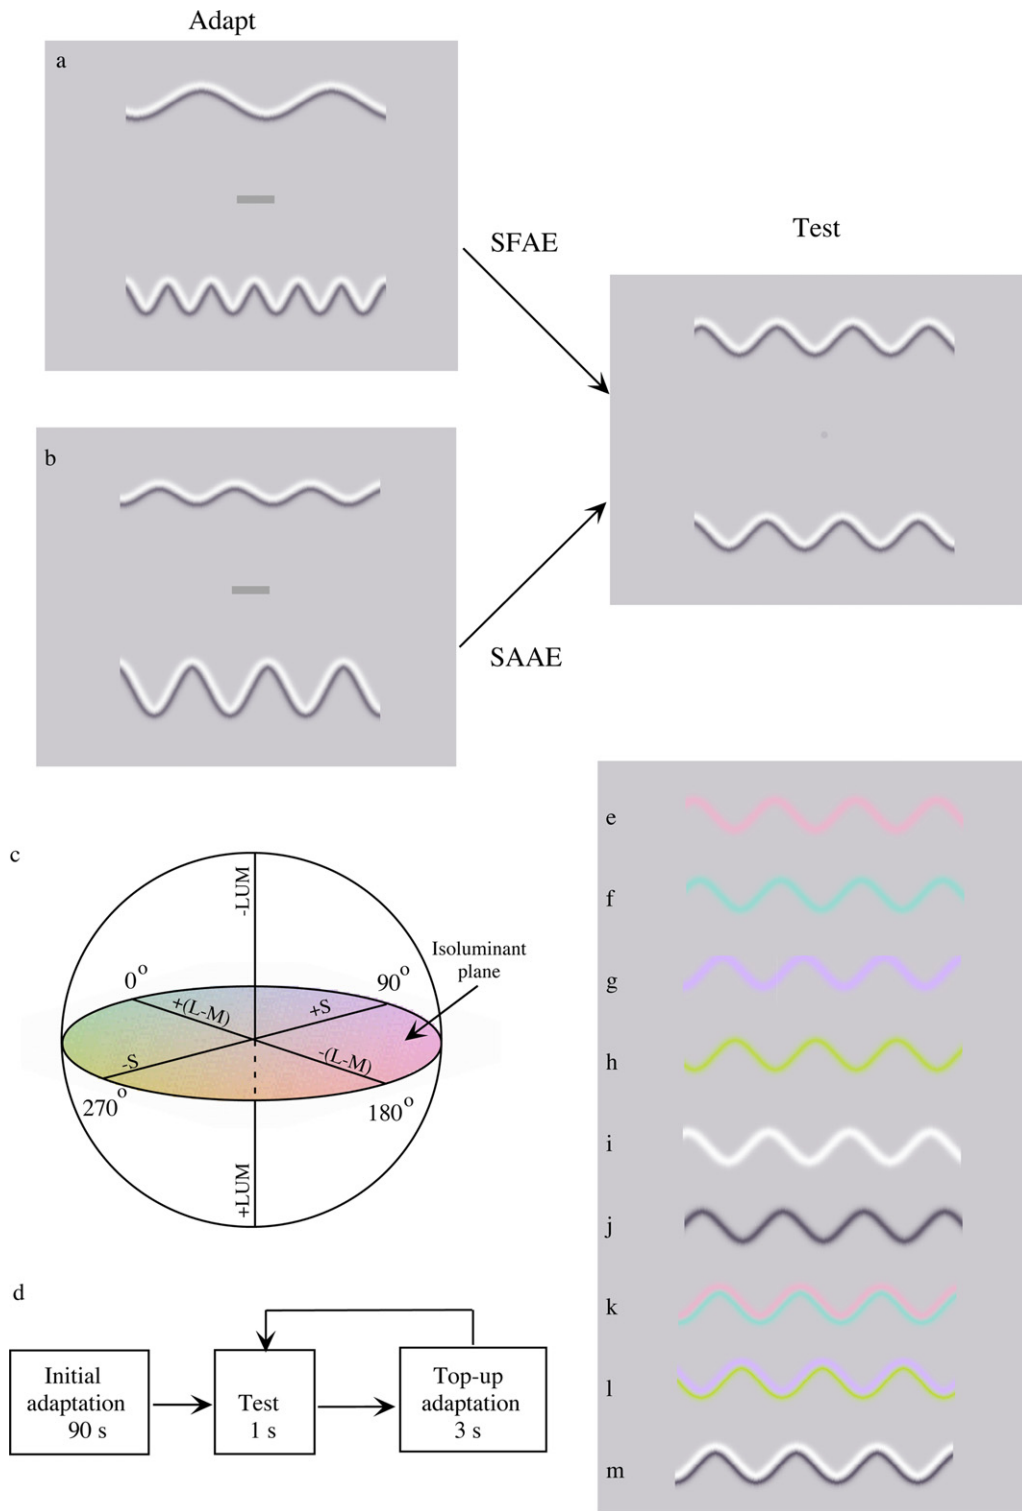 Adapt
a
SFAE
Test
b
SAAE
c
-LUM
Isoluminant
plane
0°
90°
+(L-M)
+S
-S
-(L-M)
270°
180°
+LUM
d
Initial
adaptation
90 s
Test
1 s
Top-up
adaptation
3 s
e
f
g
h
i
j
k
l
m